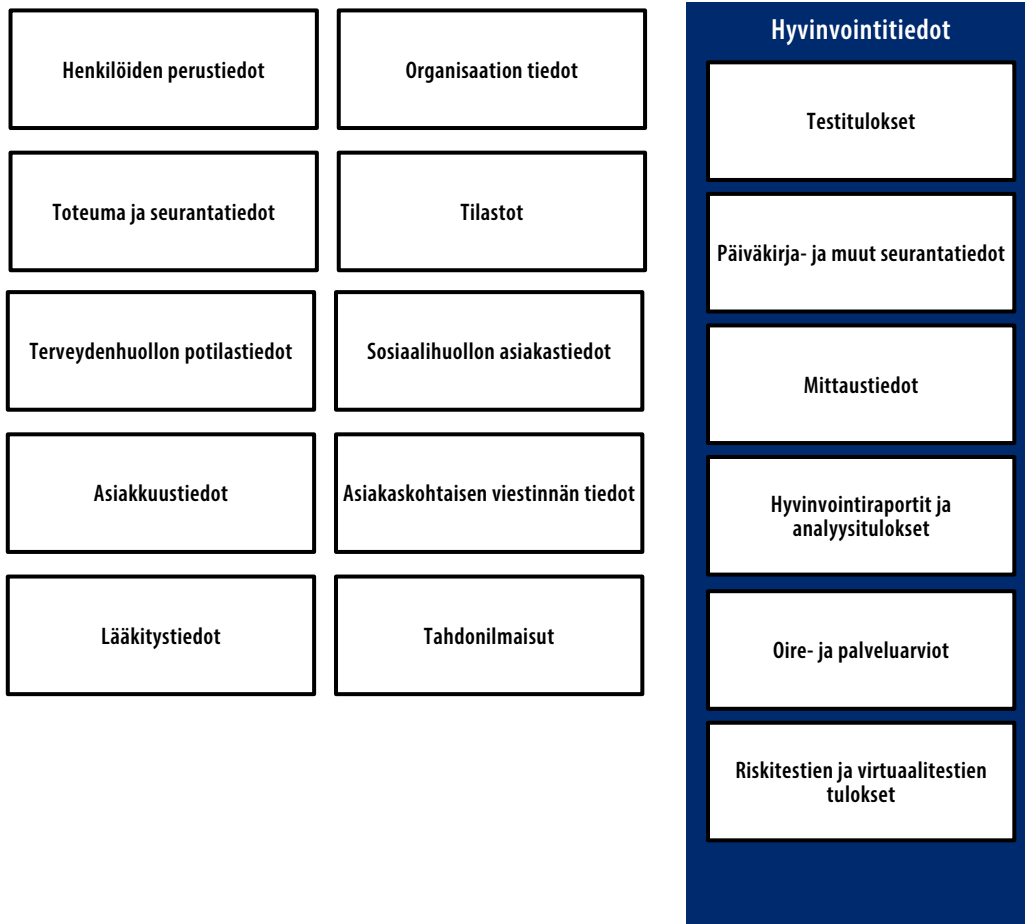 Henkilöiden perustiedot
Organisaation tiedot
Toteuma ja seurantatiedot
Tilastot
Terveydenhuollon potilastiedot
Sosiaalihuollon asiakastiedot
Asiakkuustiedot
Asiakaskohtaisen viestinnän tiedot
Lääkitystiedot
Tahdonilmaisut
Hyvinvointitiedot
Testitulokset
Päiväkirja- ja muut seurantatiedot
Mittaustiedot
Hyvinvointiraportit ja
analyysitulokset
Oire- ja palveluarviot
Riskitestien ja virtuaalitestien
tulokset